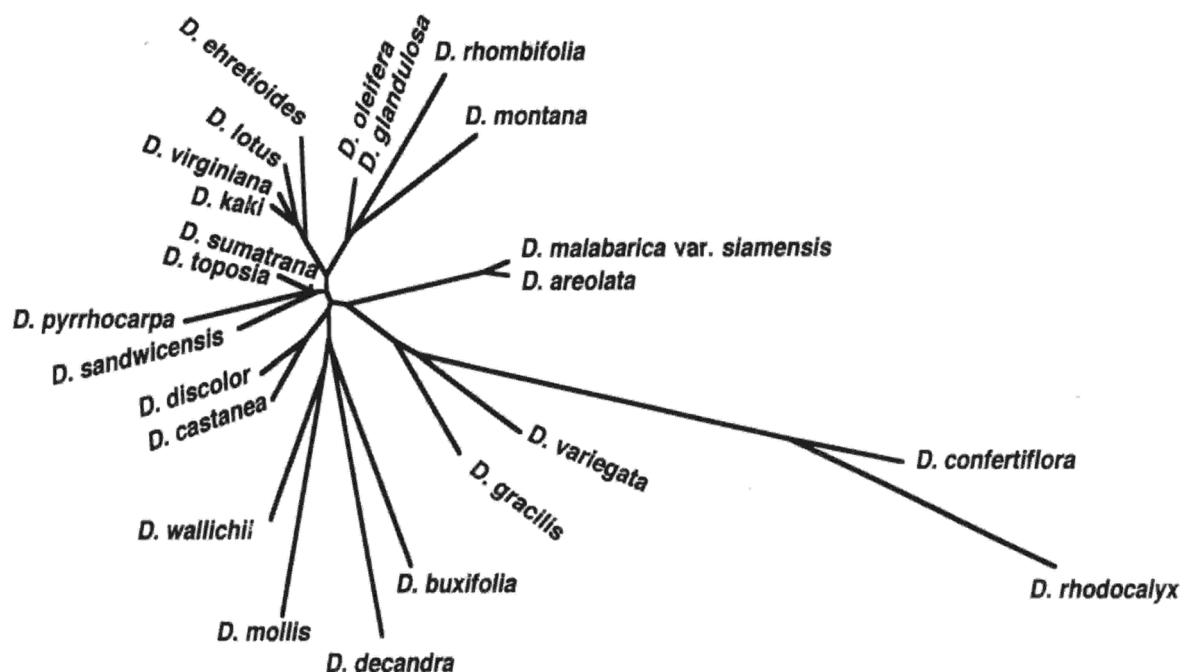 D. ehretioides
D. oleifera
D. glandulosa
D. rhombifolia
D. montana
D. lotus
D. virginiana
D. kaki
D. sumatrana
D. toposia
D. malabarica var. siamensis
D. areolata
D. pyrrhocarpa
D. sandwicensis
D. discolor
D. castanea
D. variegata
D. confertiflora
D. gracilis
D. wallichii
D. buxifolia
D. rhodocalyx
D. mollis
D. decandra